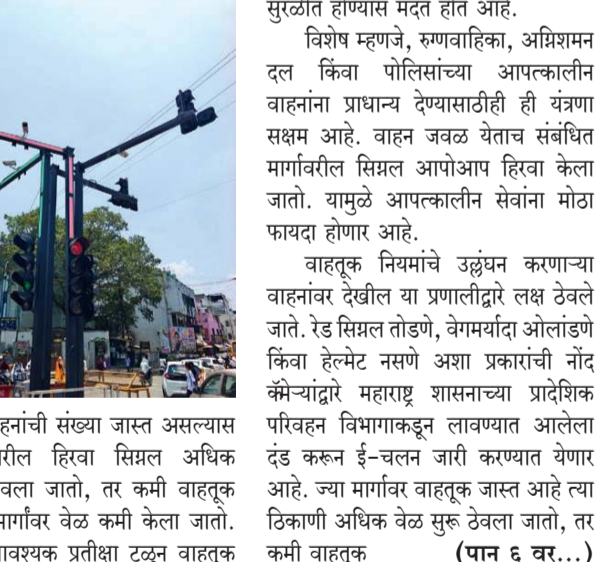 हनांची संख्या जास्त असल्यास
रील हिरवा सिग्नल अधिक
वला जातो, तर कमी वाहतूक
मार्गांवर वेळ कमी केला जातो.
प्रतीक्षा टळून वाहतूक
सुरळीत होण्यास मदत होत आहे.
विशेष म्हणजे, रुग्णवाहिका, अग्निशमन
दल किंवा पोलिसांच्या आपत्कालीन
वाहनांना प्राधान्य देण्यासाठीही ही यंत्रणा
सक्षम आहे. वाहन जवळ येताच संबंधित
मार्गावरील सिग्नल आपोआप हिरवा केला
जातो. यामुळे आपत्कालीन सेवांना मोठा
फायदा होणार आहे.
वाहतूक नियमांचे उल्लंघन करणाऱ्या
वाहनांवर देखील या प्रणालीद्वारे लक्ष ठेवले
जाते. रेड सिग्नल तोडणे, वेगमर्यादा ओलांडणे
किंवा हेल्मेट नसणे अशा प्रकारांची नोंद
कॅमेऱ्यांद्वारे महाराष्ट्र शासनाच्या प्रादेशिक
परिवहन विभागाकडून लावण्यात आलेला
दंड करून ई-चलन जारी करण्यात येणार
आहे. ज्या मार्गावर वाहतूक जास्त आहे त्या
ठिकाणी अधिक वेळ सुरू ठेवला जातो, तर
कमी वाहतूक (पान ६ वर...)